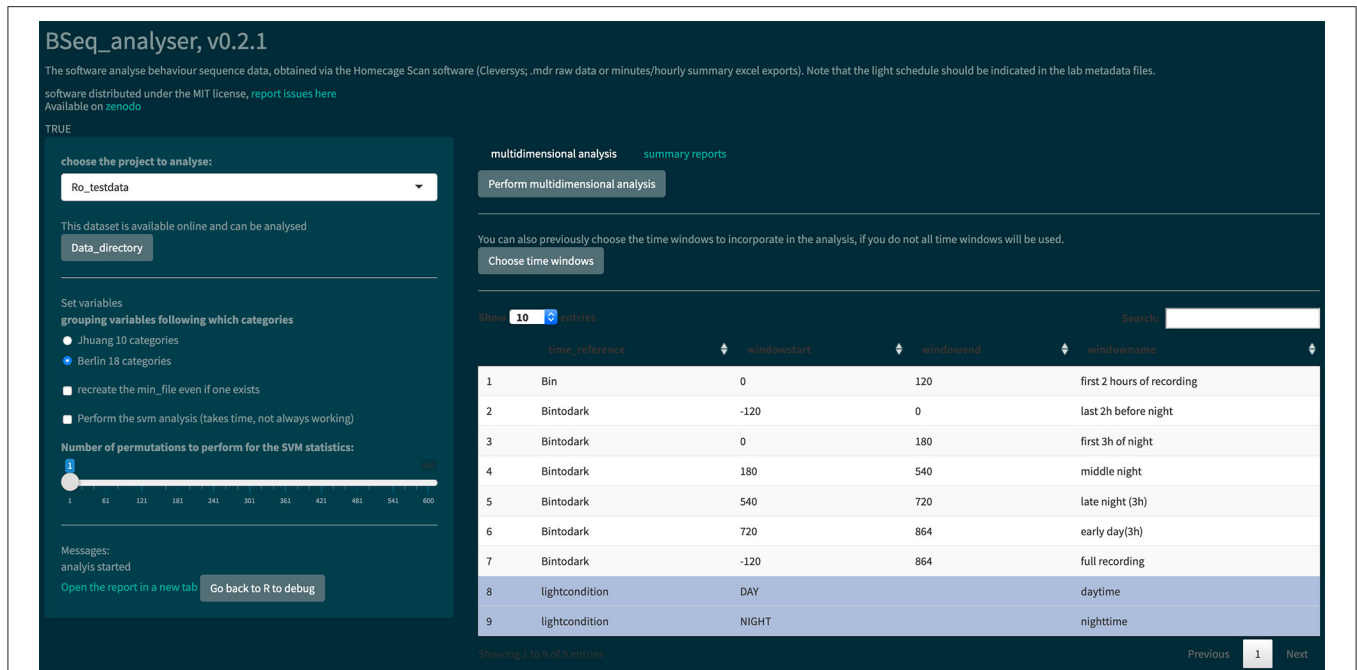 BSeq_analyser, v0.2.1
The software analyse behaviour sequence data, obtained via the Homecage Scan software (Cleversys; .mdr raw data or minutes/hourly summary excel exports). Note that the light schedule should be indicated in the lab metadata files.
software distributed under the MIT license, report issues here
Available on zenodo
TRUE
choose the project to analyse:
Ro_testdata
This dataset is available online and can be analysed
Data_directory
Set variables
grouping variables following which categories
Jhuang 10 categories
Berlin 18 categories
recreate the min_file even if one exists
Perform the svm analysis (takes time, not always working)
Number of permutations to perform for the SVM statistics:
1
1 61 121 181 241 301 361 421 481 541 600
Messages:
analyis started
Open the report in a new tab Go back to R to debug
multidimensional analysis summary reports
Perform multidimensional analysis
You can also previously choose the time windows to incorporate in the analysis, if you do not all time windows will be used.
Choose time windows
Show 10 entries Search:
time_reference windowstart windowend windowname
1 Bin 0 120 first 2 hours of recording
2 Bintodark -120 0 last 2h before night
3 Bintodark 0 180 first 3h of night
4 Bintodark 180 540 middle night
5 Bintodark 540 720 late night (3h)
6 Bintodark 720 864 early day(3h)
7 Bintodark -120 864 full recording
8 lightcondition DAY daytime
9 lightcondition NIGHT nighttime
Showing 1 to 9 of 9 entries Previous 1 Next